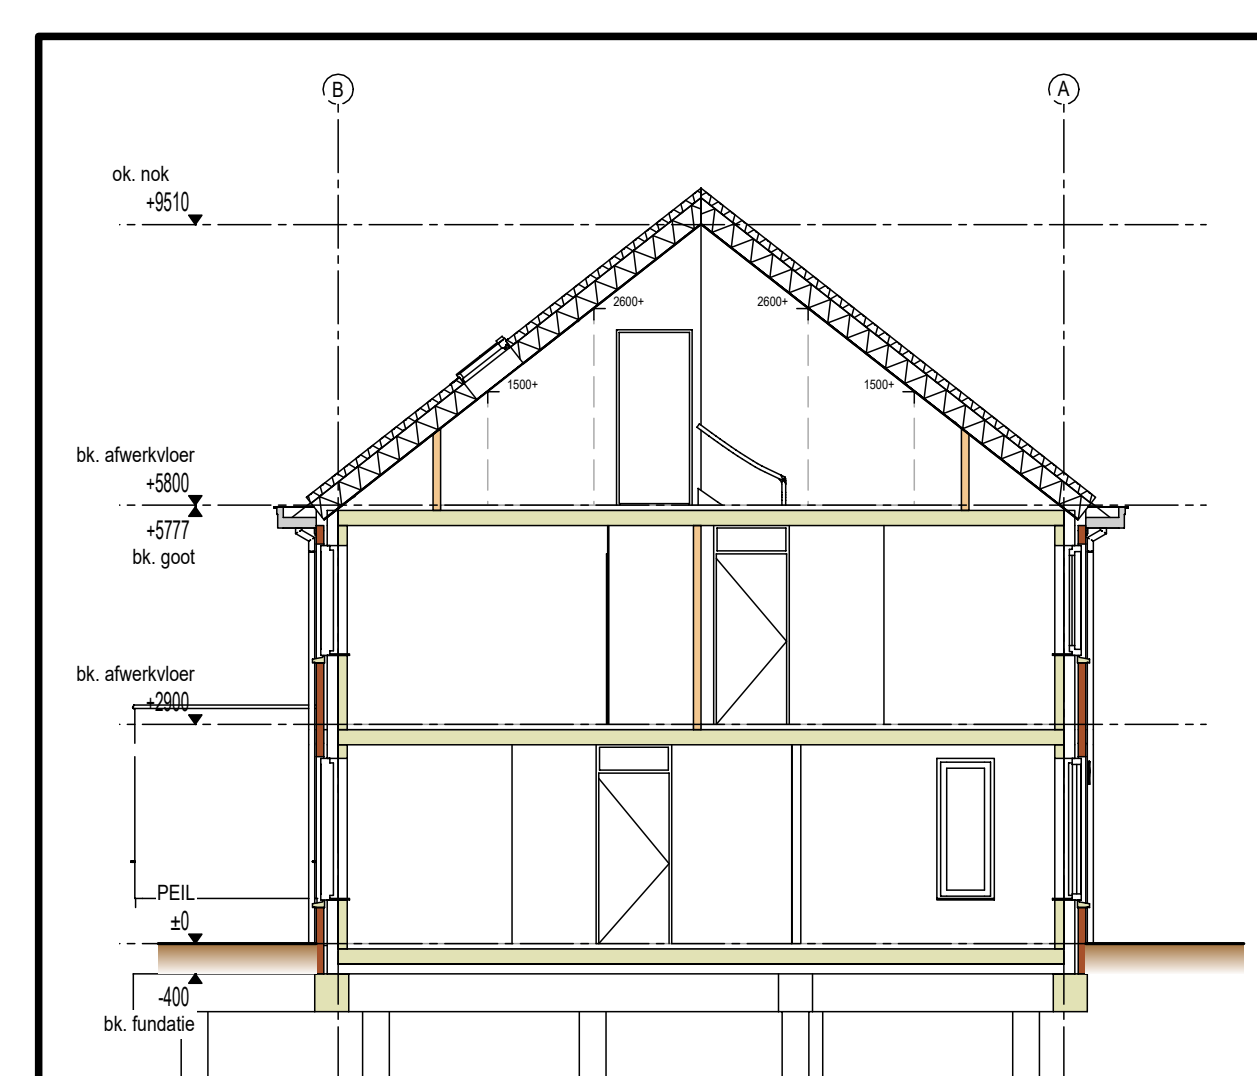 B
A
ok. nok
+9510
2600+
2600+
1500+
1500+
bk. afwerkvloer
+5800
+5777
bk. goot
bk. afwerkvloer
+2900
PEIL
±0
-400
bk. fundatie